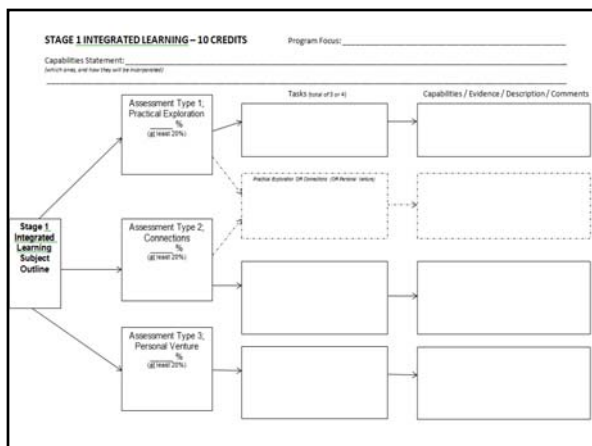 STAGE 1 INTEGRATED LEARNING – 10 CREDITS
Program Focus:
Capabilities Statement:
(which ones, and how they will be incorporated)
Tasks (total of 3 or 4)
Capabilities / Evidence / Description / Comments
Assessment Type 1;
Practical Exploration
_____ %
(at least 20%)
Practical Exploration OR Connections (OR Personal Venture)
Stage 1
Integrated
Learning
Subject
Outline
Assessment Type 2;
Connections
_____ %
(at least 20%)
Assessment Type 3;
Personal Venture
_____ %
(at least 20%)